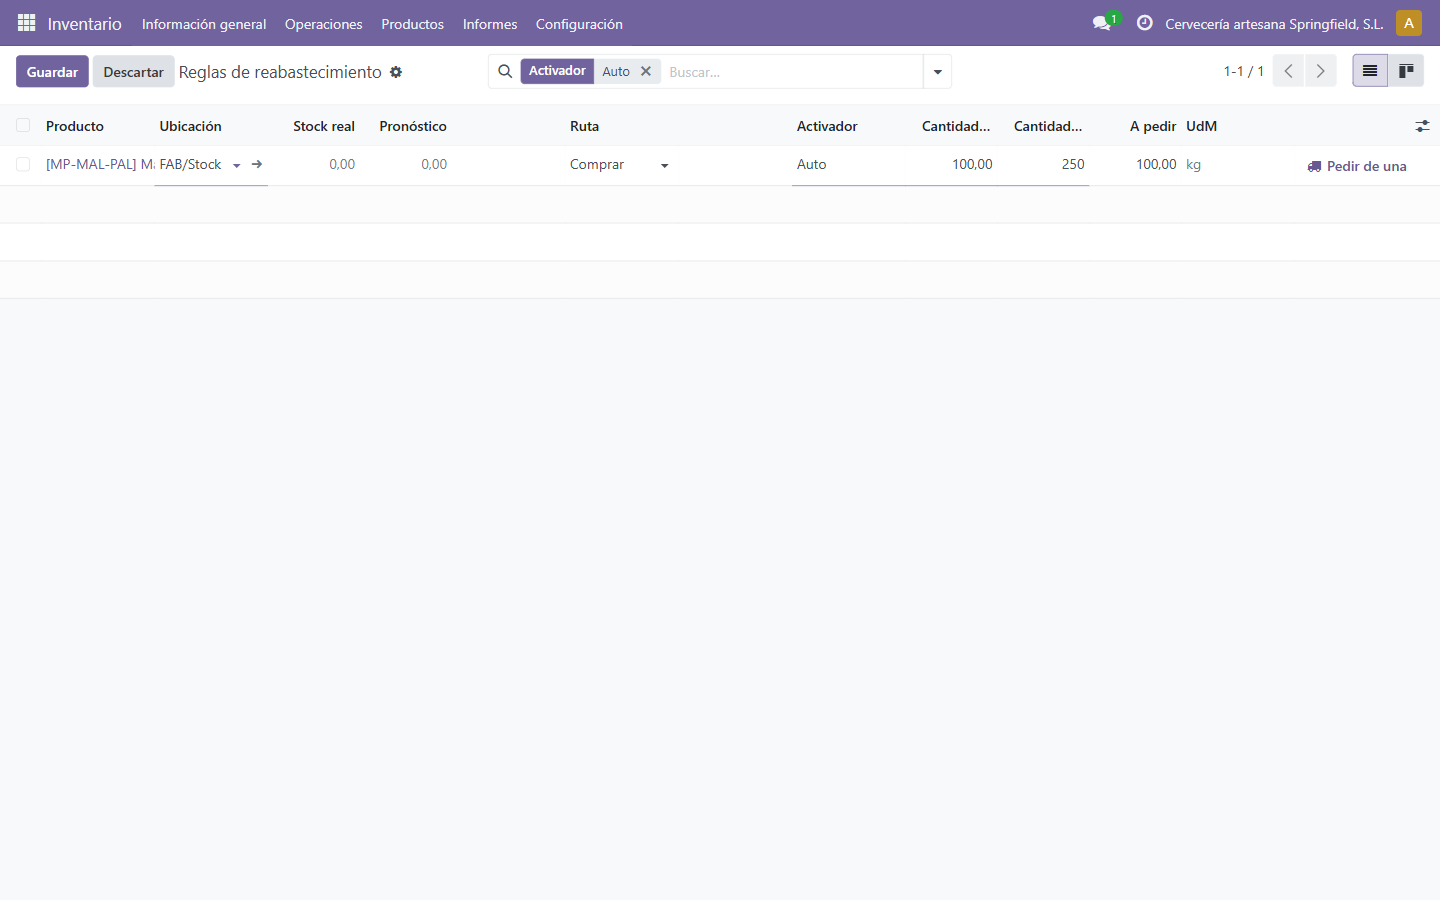 Inventario Información general Operaciones Productos Informes Configuración 1 Cervecería artesana Springfield, S.L. A
Guardar Descartar Reglas de reabastecimiento Activador Auto Buscar... 1-1 / 1
Producto Ubicación Stock real Pronóstico Ruta Activador Cantidad... Cantidad... A pedir UdM
[MP-MAL-PAL] FAB/Stock 0,00 0,00 Comprar Auto 100,00 250 100,00 kg Pedir de una